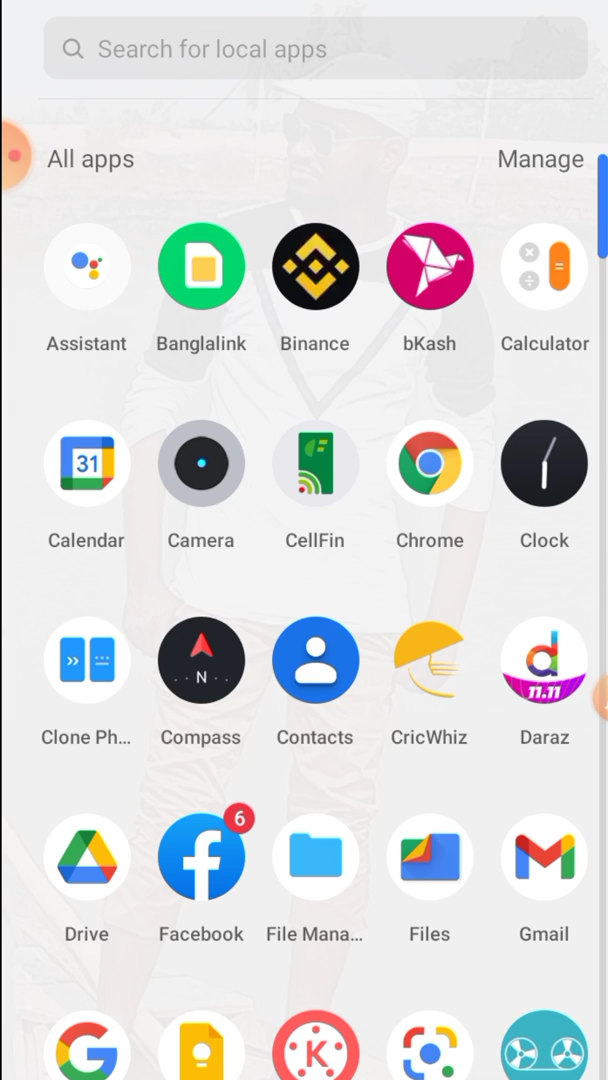 Search for local apps
All apps
Manage
Assistant
Banglalink
Binance
bKash
Calculator
31
Calendar
Camera
CellFin
Chrome
Clock
N
11.11
Clone Ph...
Compass
Contacts
CricWhiz
Daraz
6
Drive
Facebook
File Mana...
Files
Gmail
K